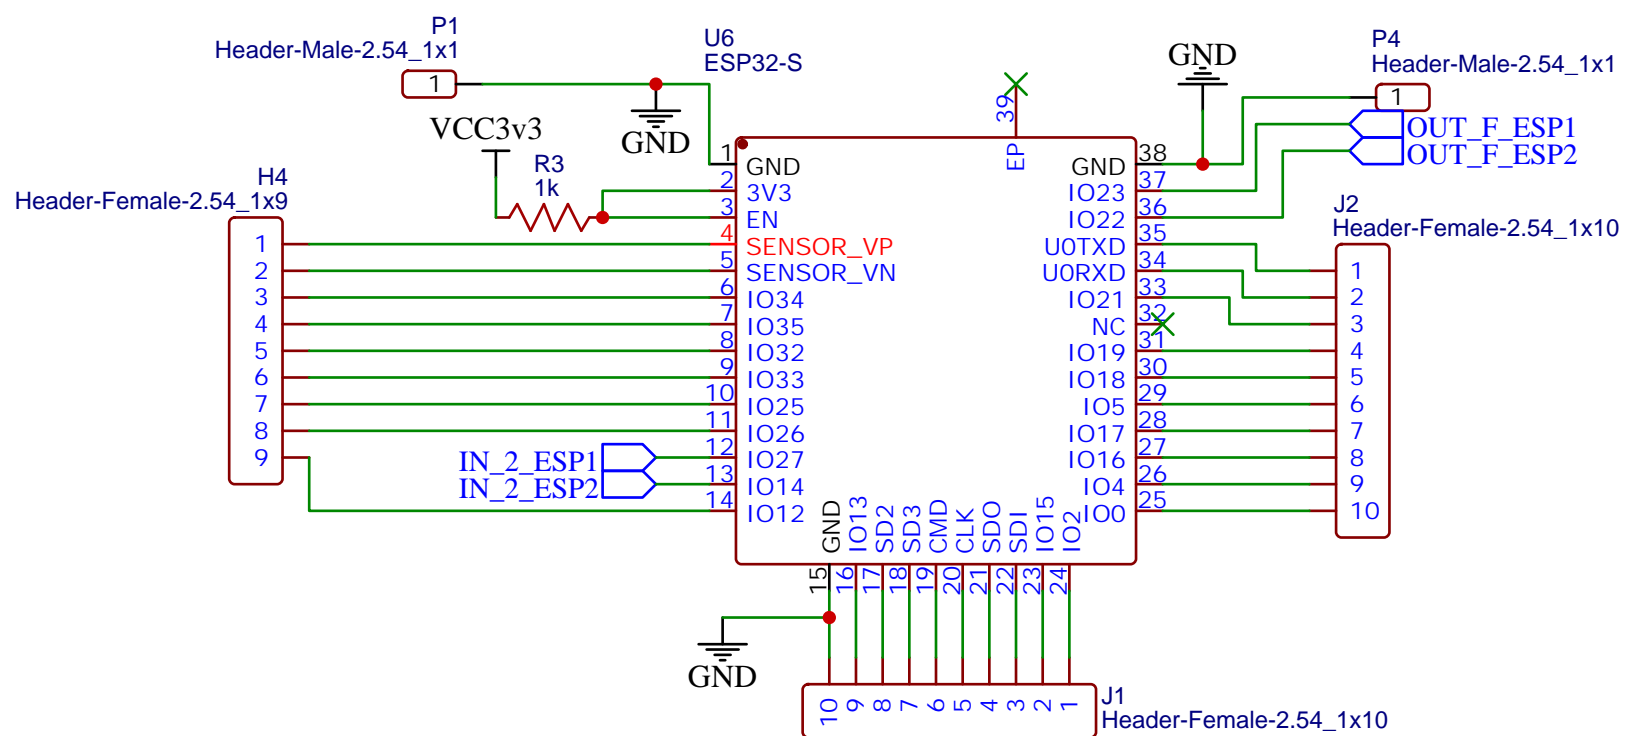 P1
Header-Male-2.54_1x1
1
GND
VCC3v3
R3
1k
U6
ESP32-S
GND
P4
Header-Male-2.54_1x1
1
OUT_F_ESP1
OUT_F_ESP2
H4
Header-Female-2.54_1x9
1
2
3
4
5
6
7
8
9
IN_2_ESP1
IN_2_ESP2
1 GND
2 3V3
3 EN
4 SENSOR_VP
5 SENSOR_VN
6 IO34
7 IO35
8 IO32
9 IO33
10 IO25
11 IO26
12 IO27
13 IO14
14 IO12
39 EP
GND 38
IO23 37
IO22 36
U0TXD 35
U0RXD 34
IO21 33
NC 32
IO19 31
IO18 30
IO5 29
IO17 28
IO16 27
IO4 26
IO0 25
J2
Header-Female-2.54_1x10
1
2
3
4
5
6
7
8
9
10
GND 15
IO13 16
SD2 17
SD3 18
CMD 19
CLK 20
SDO 21
SDI 22
IO15 23
IO2 24
GND
10 9 8 7 6 5 4 3 2 1
J1
Header-Female-2.54_1x10